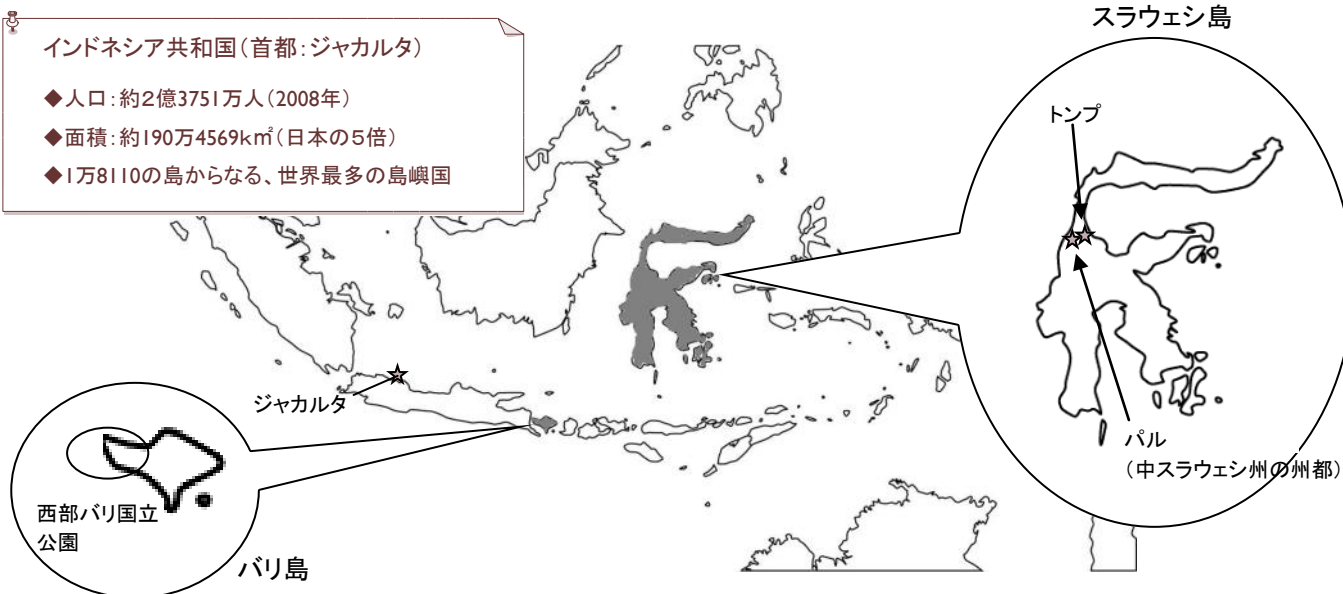 インドネシア共和国(首都:ジャカルタ)
◆人口:約2億3751万人(2008年)
◆面積:約190万4569k㎡(日本の5倍)
◆1万8110の島からなる、世界最多の島嶼国
スラウェシ島
トンプ
パル
(中スラウェシ州の州都)
ジャカルタ
西部バリ国立
公園
バリ島